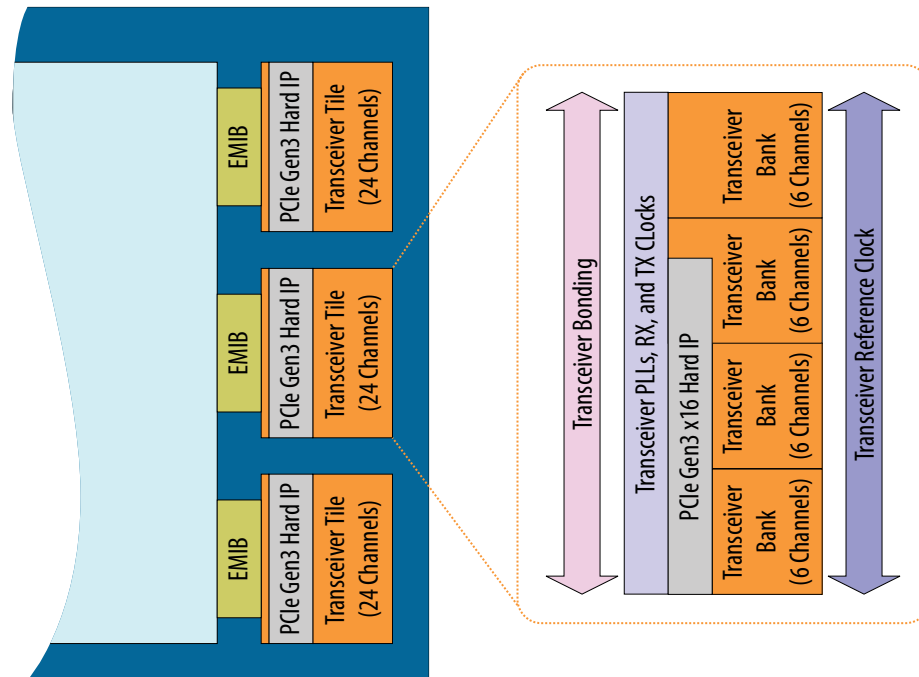 EMIB
PCIe Gen3 Hard IP
Transceiver Tile
(24 Channels)
EMIB
PCIe Gen3 Hard IP
Transceiver Tile
(24 Channels)
EMIB
PCIe Gen3 Hard IP
Transceiver Tile
(24 Channels)
Transceiver Bonding
Transceiver PLLs, RX, and TX CLocks
PCIe Gen3 x16 Hard IP
Transceiver
Bank
(6 Channels)
Transceiver
Bank
(6 Channels)
Transceiver
Bank
(6 Channels)
Transceiver
Bank
(6 Channels)
Transceiver Reference Clock